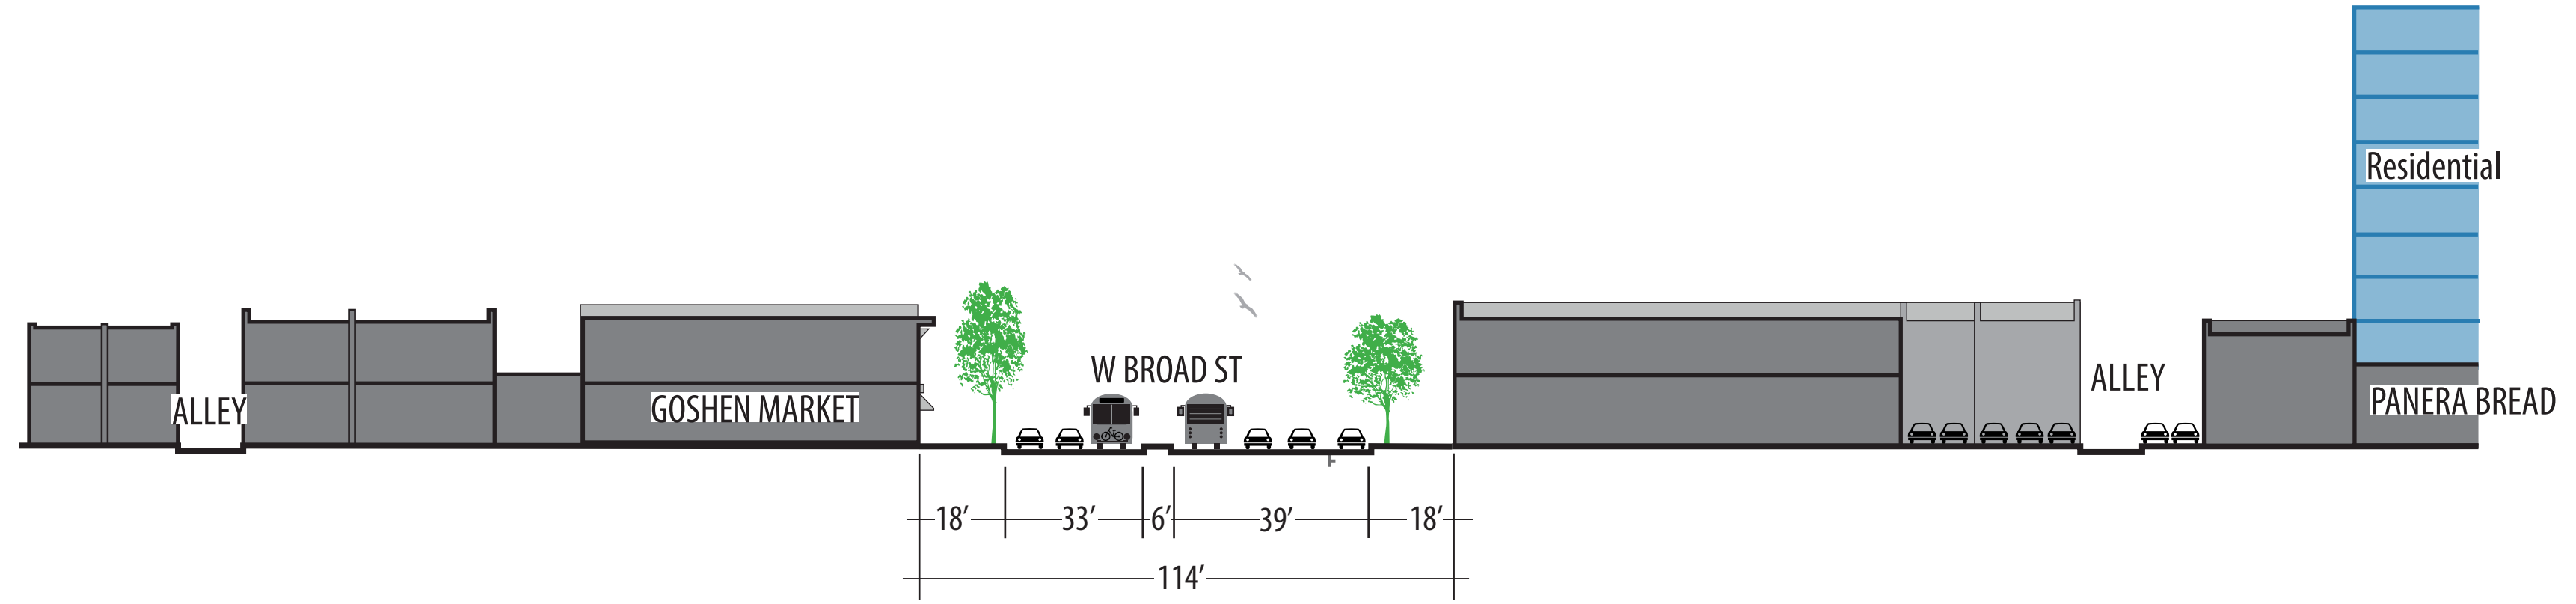 Residential
W BROAD ST
ALLEY
ALLEY
GOSHEN MARKET
PANERA BREAD
18’
33’
6’
39’
18’
114’